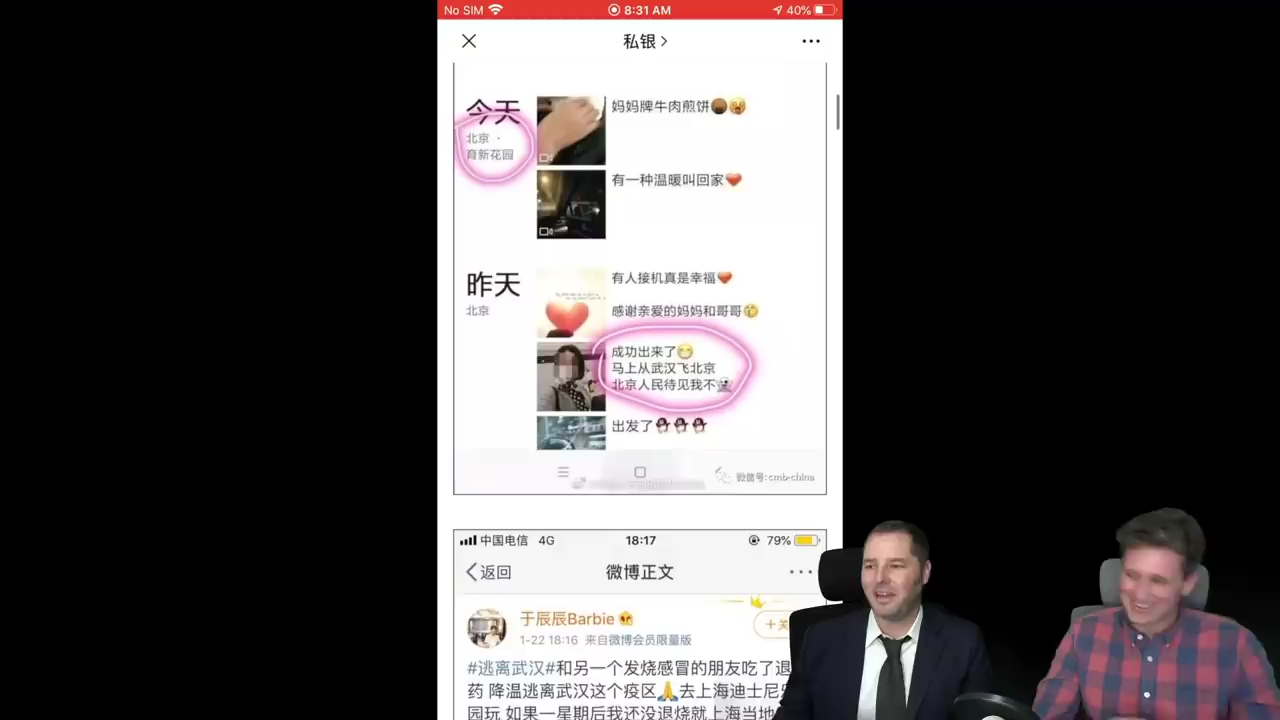 No SIM 8:31 AM 40%
私银
今天
北京 ·
育新花园
妈妈牌牛肉煎饼
有一种温暖叫回家
昨天
北京
有人接机真是幸福
感谢亲爱的妈妈和哥哥
成功出来了
马上从武汉飞北京
北京人民待见我不
出发了
微信号: cmb-china
中国电信 4G 18:17 79%
返回 微博正文
于辰辰Barbie
+关
1-22 18:16 来自微博会员限量版
#逃离武汉#和另一个发烧感冒的朋友吃了退
药 降温逃离武汉这个疫区🙏去上海迪士尼
园玩 如果一星期后我还没退烧就上海当地